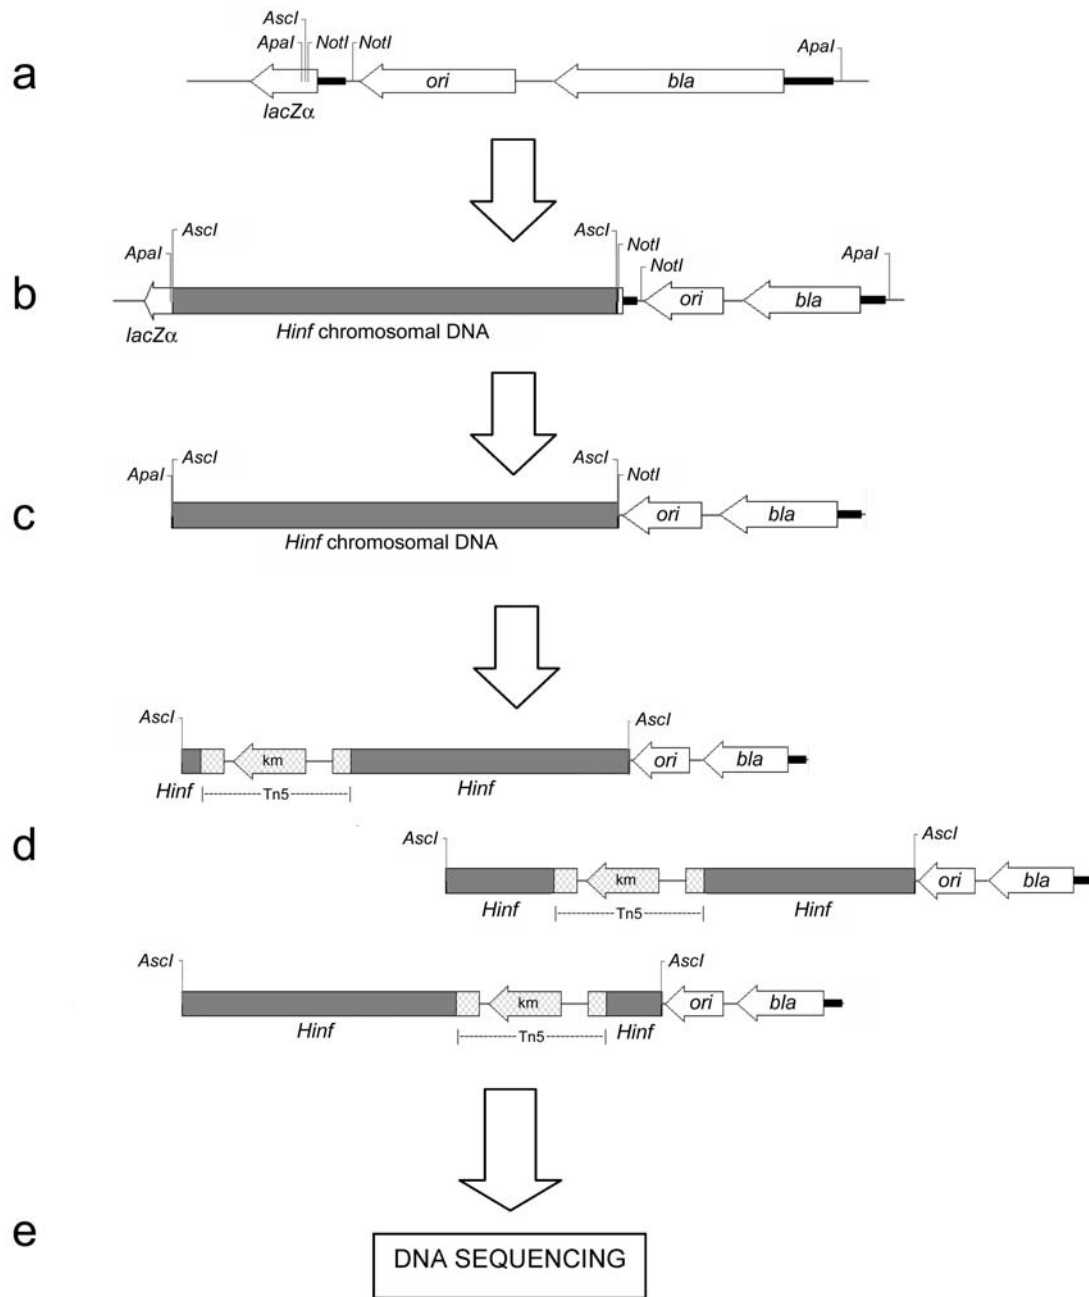 a
AscI
ApaI NotI NotI
ApaI
ori
bla
lacZα
b
AscI
ApaI
AscI
NotI
NotI
ApaI
ori
bla
lacZα
Hinf chromosomal DNA
c
AscI
ApaI
AscI
NotI
ori
bla
Hinf chromosomal DNA
d
AscI
AscI
km
ori
bla
Hinf
Tn5
Hinf
AscI
AscI
km
ori
bla
Hinf
Tn5
Hinf
AscI
AscI
km
ori
bla
Hinf
Tn5
Hinf
e
DNA SEQUENCING